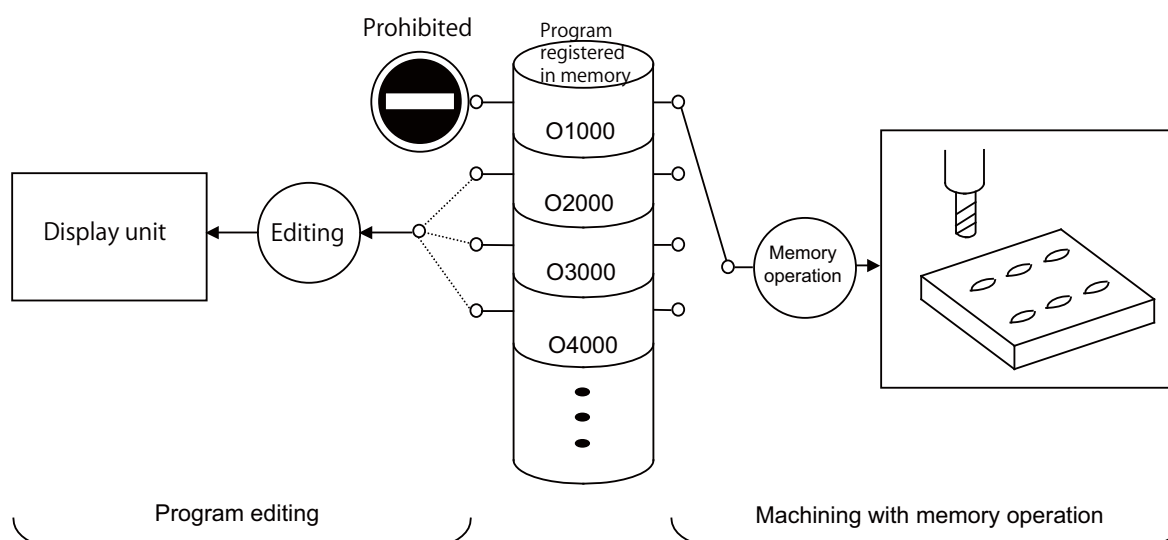 Prohibited
Program
registered
in memory
O1000
O2000
O3000
O4000
Display unit
Editing
Memory
operation
Program editing
Machining with memory operation